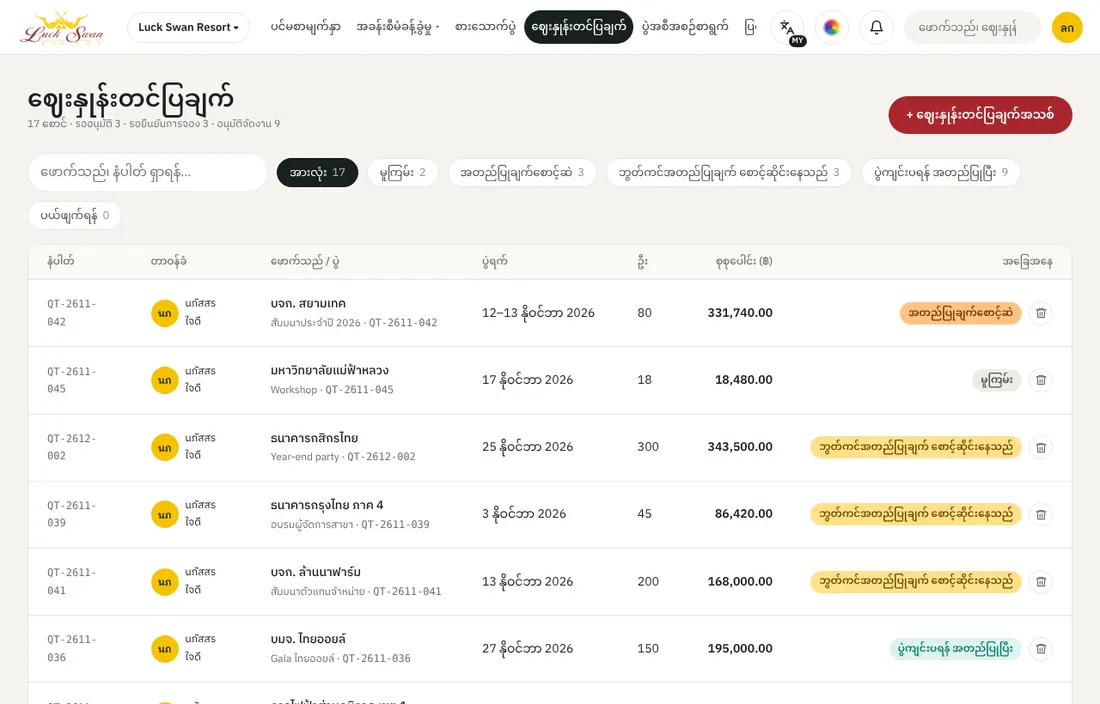 Luck Swan
Luck Swan Resort
ပင်မစာမျက်နှာ
အခန်းစီမံခန့်ခွဲမှု
စားသောက်ပွဲ
ဈေးနှုန်းတင်ပြချက်
ပွဲအစီအစဉ်စာရွက်
MY
ဖောက်သည်၊ ဈေးနှုန်
ลก
ဈေးနှုန်းတင်ပြချက်
17 စောင် · รออนุมัติ 3 · รอยืนยันการจอง 3 · อนุมัติจัดงาน 9
+ ဈေးနှုန်းတင်ပြချက်အသစ်
ဖောက်သည်၊ နံပါတ် ရှာရန်...
အားလုံး 17
မူကြမ်း 2
အတည်ပြုချက်စောင့်ဆဲ 3
ဘွတ်ကင်အတည်ပြုချက် စောင့်ဆိုင်းနေသည် 3
ပွဲကျင်းပရန် အတည်ပြုပြီး 9
ပယ်ဖျက်ရန် 0
နံပါတ် တာဝန်ခံ ဖောက်သည် / ပွဲ ပွဲရက် ဦး စုစုပေါင်း (฿) အခြေအနေ
QT-2611-042 นภ นภัสสร ใจดี บจก. สยามเทค 12–13 နိုဝင်ဘာ 2026 80 331,740.00 အတည်ပြုချက်စောင့်ဆဲ
สัมมนาประจำปี 2026 · QT-2611-042
QT-2611-045 นภ นภัสสร ใจดี มหาวิทยาลัยแม่ฟ้าหลวง 17 နိုဝင်ဘာ 2026 18 18,480.00 မူကြမ်း
Workshop · QT-2611-045
QT-2612-002 นภ นภัสสร ใจดี ธนาคารกสิกรไทย 25 နိုဝင်ဘာ 2026 300 343,500.00 ဘွတ်ကင်အတည်ပြုချက် စောင့်ဆိုင်းနေသည်
Year-end party · QT-2612-002
QT-2611-039 นภ นภัสสร ใจดี ธนาคารกรุงไทย ภาค 4 3 နိုဝင်ဘာ 2026 45 86,420.00 ဘွတ်ကင်အတည်ပြုချက် စောင့်ဆိုင်းနေသည်
อบรมผู้จัดการสาขา · QT-2611-039
QT-2611-041 นภ นภัสสร ใจดี บจก. ล้านนาฟาร์ม 13 နိုဝင်ဘာ 2026 200 168,000.00 ဘွတ်ကင်အတည်ပြုချက် စောင့်ဆိုင်းနေသည်
สัมมนาตัวแทนจำหน่าย · QT-2611-041
QT-2611-036 นภ นภัสสร ใจดี บมจ. ไทยออยล์ 27 နိုဝင်ဘာ 2026 150 195,000.00 ပွဲကျင်းပရန် အတည်ပြုပြီး
Gala ไทยออยล์ · QT-2611-036